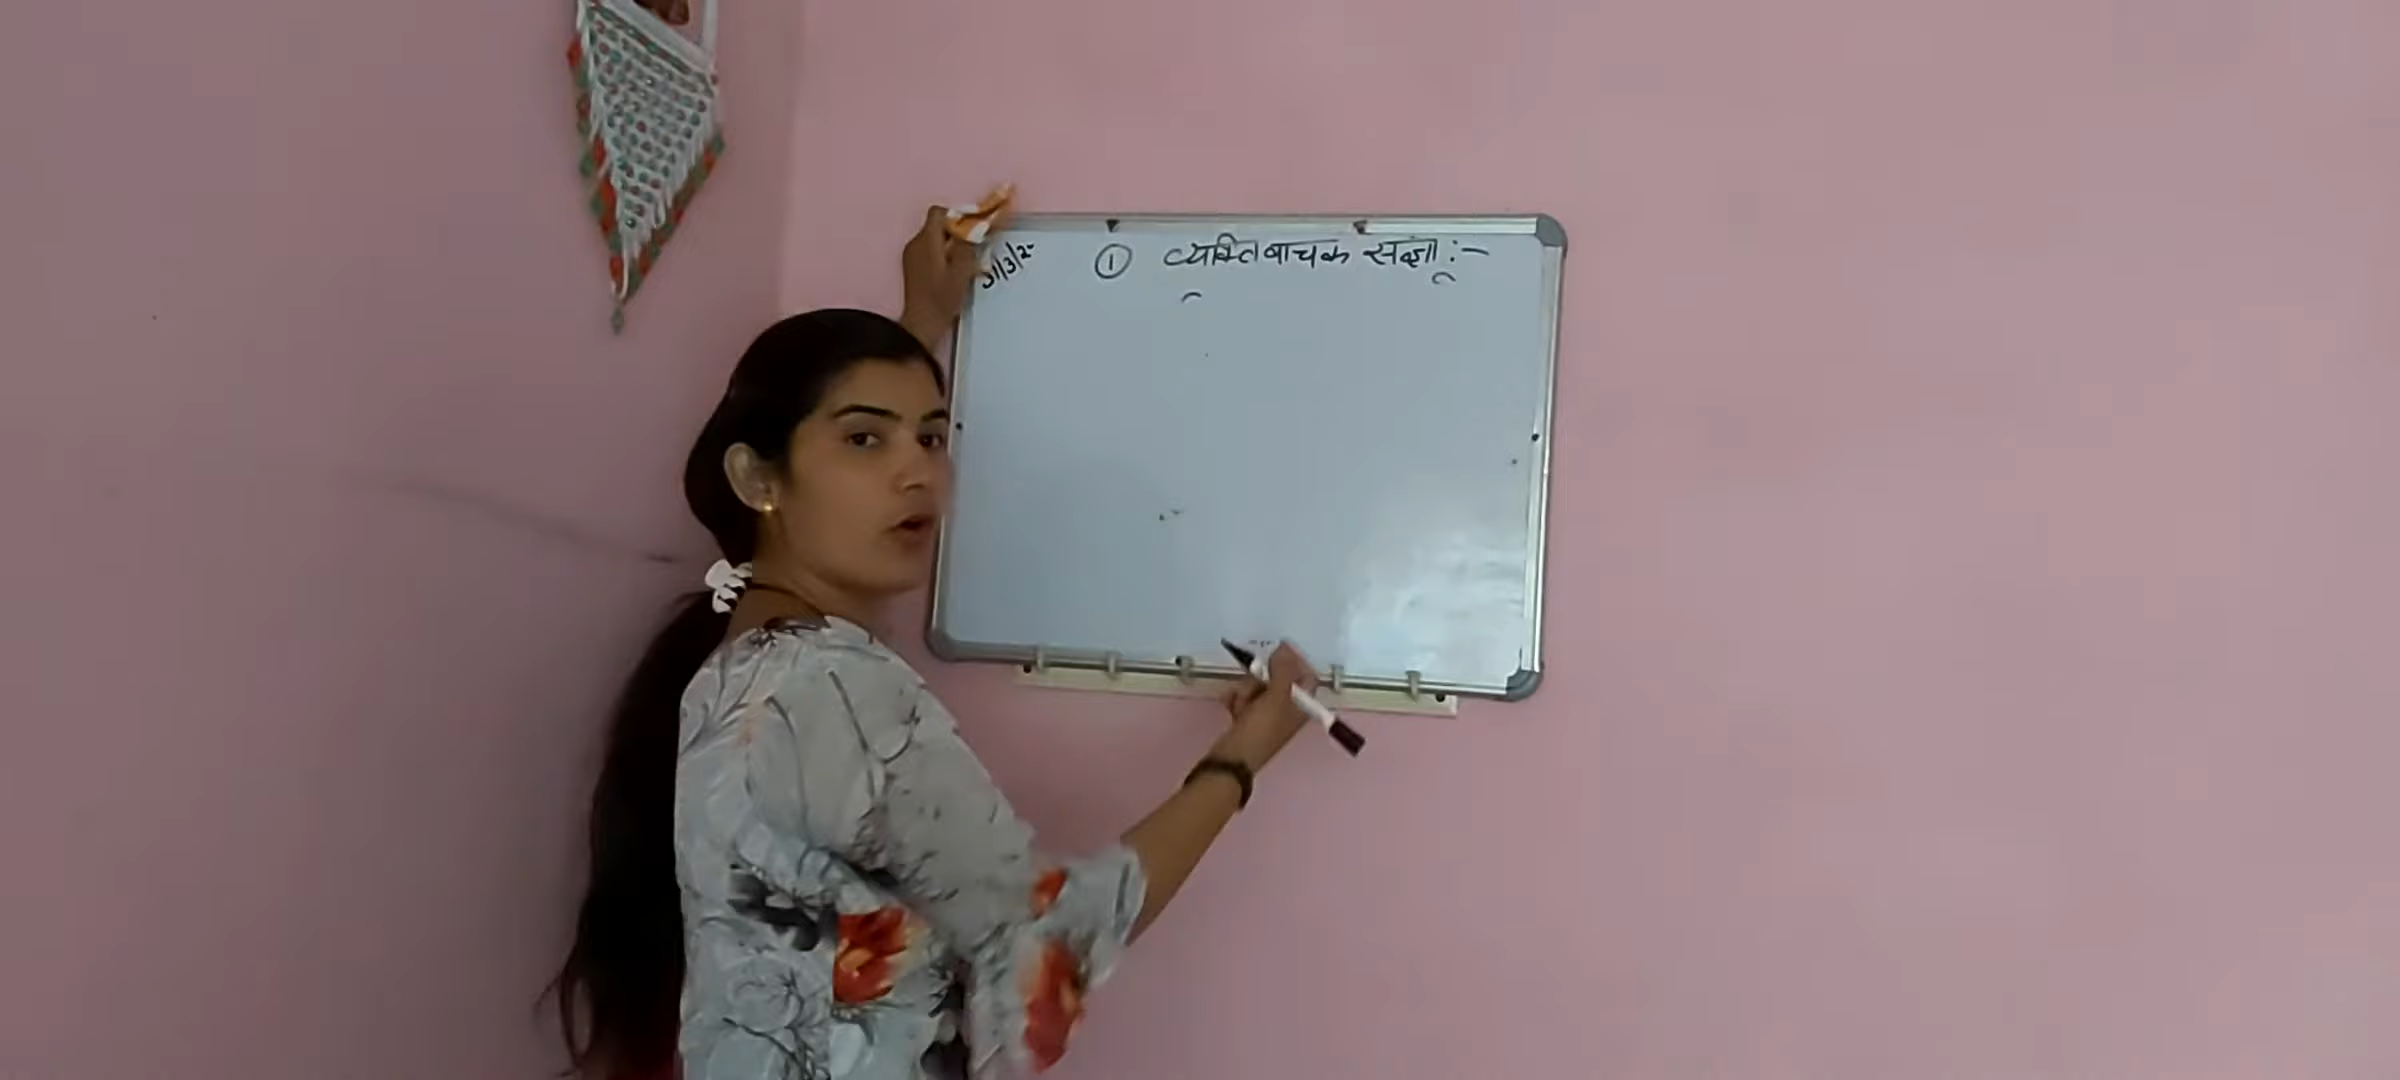 ① व्यक्तिवाचक संज्ञा :-